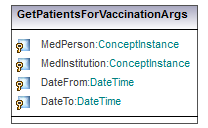 GetPatientsForVaccinationArgs
MedPerson:ConceptInstance
MedInstitution:ConceptInstance
DateFrom:DateTime
DateTo:DateTime